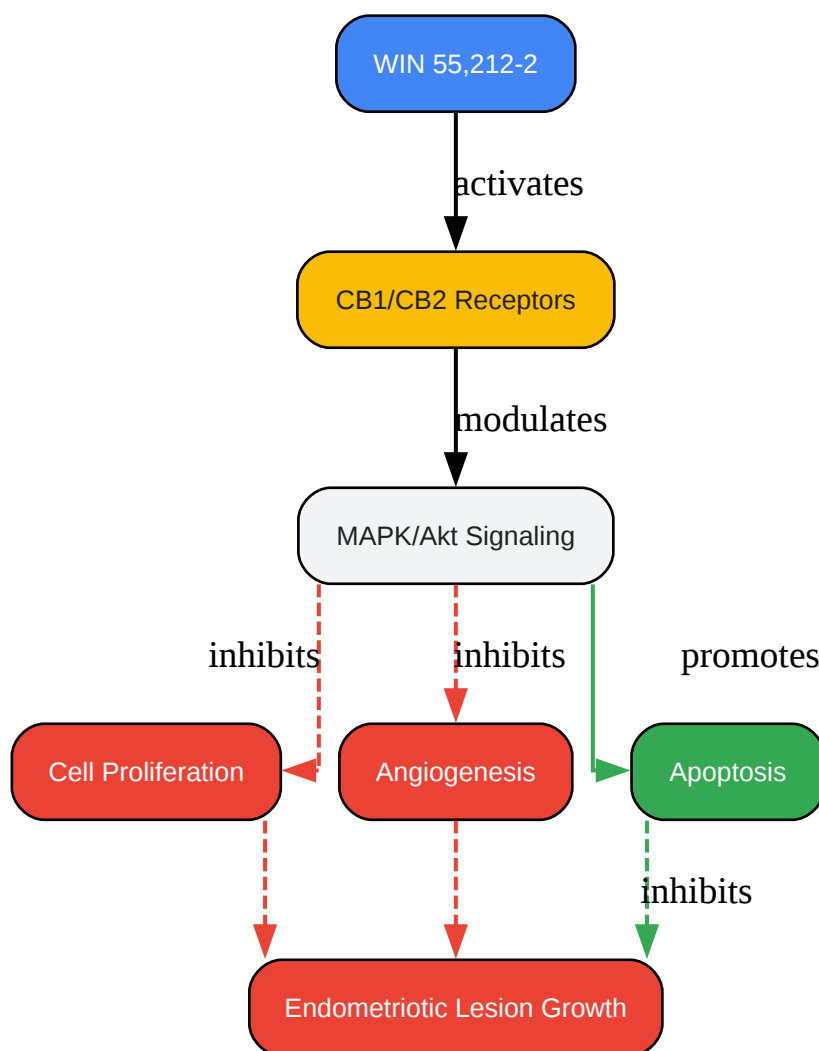 WIN 55,212-2
activates
CB1/CB2 Receptors
modulates
MAPK/Akt Signaling
inhibits
inhibits
promotes
Cell Proliferation
Angiogenesis
Apoptosis
inhibits
Endometriotic Lesion Growth